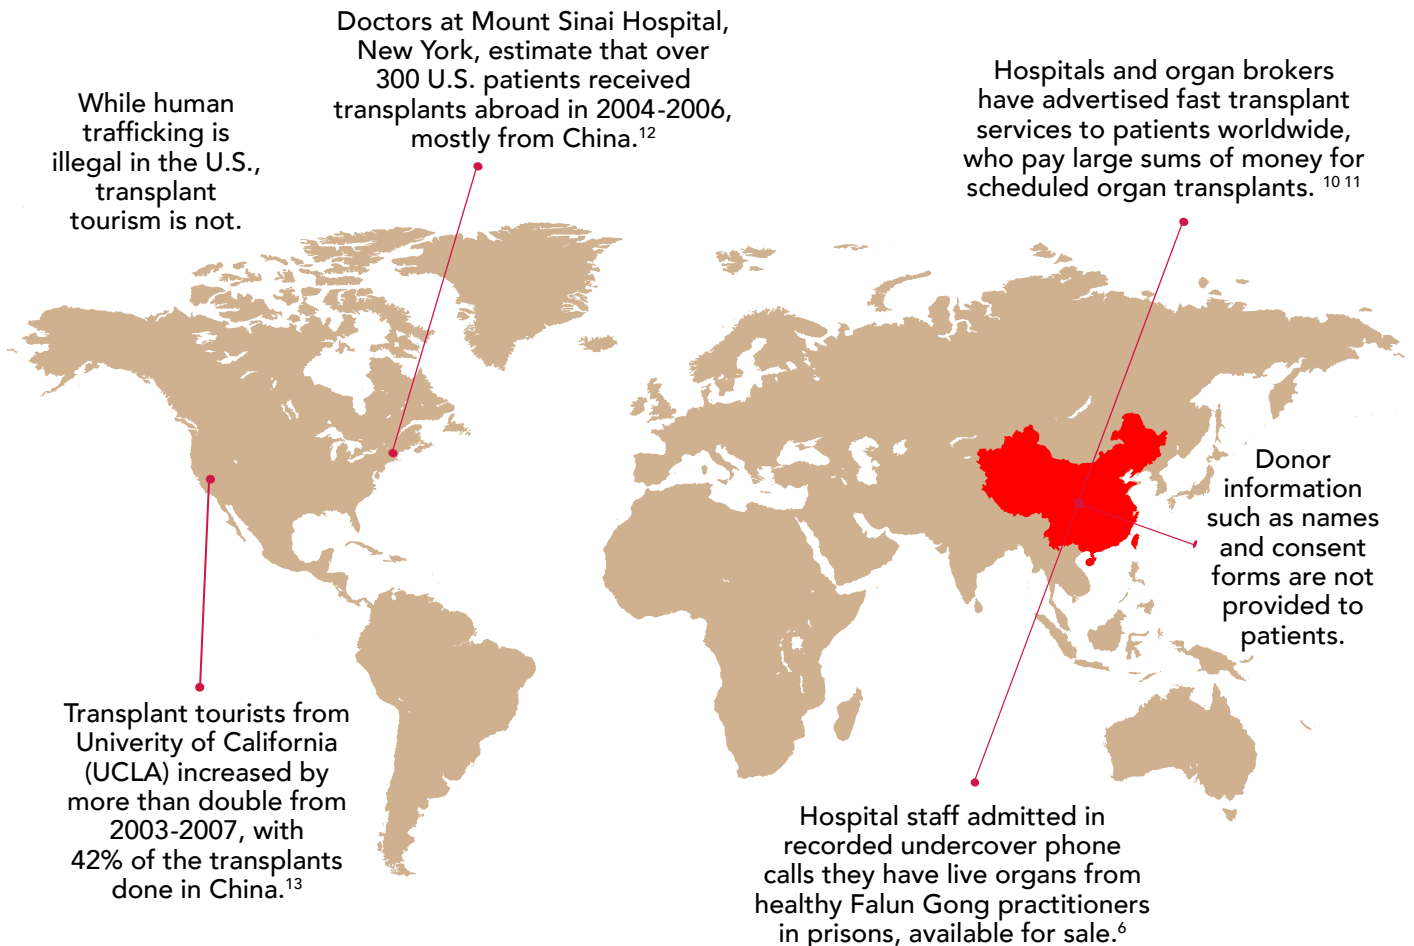 While human
trafficking is
illegal in the U.S.,
transplant
tourism is not.
Doctors at Mount Sinai Hospital,
New York, estimate that over
300 U.S. patients received
transplants abroad in 2004-2006,
mostly from China.12
Hospitals and organ brokers
have advertised fast transplant
services to patients worldwide,
who pay large sums of money for
scheduled organ transplants. 10 11
Donor
information
such as names
and consent
forms are not
provided to
patients.
Transplant tourists from
Univerity of California
(UCLA) increased by
more than double from
2003-2007, with
42% of the transplants
done in China.13
Hospital staff admitted in
recorded undercover phone
calls they have live organs from
healthy Falun Gong practitioners
in prisons, available for sale.6